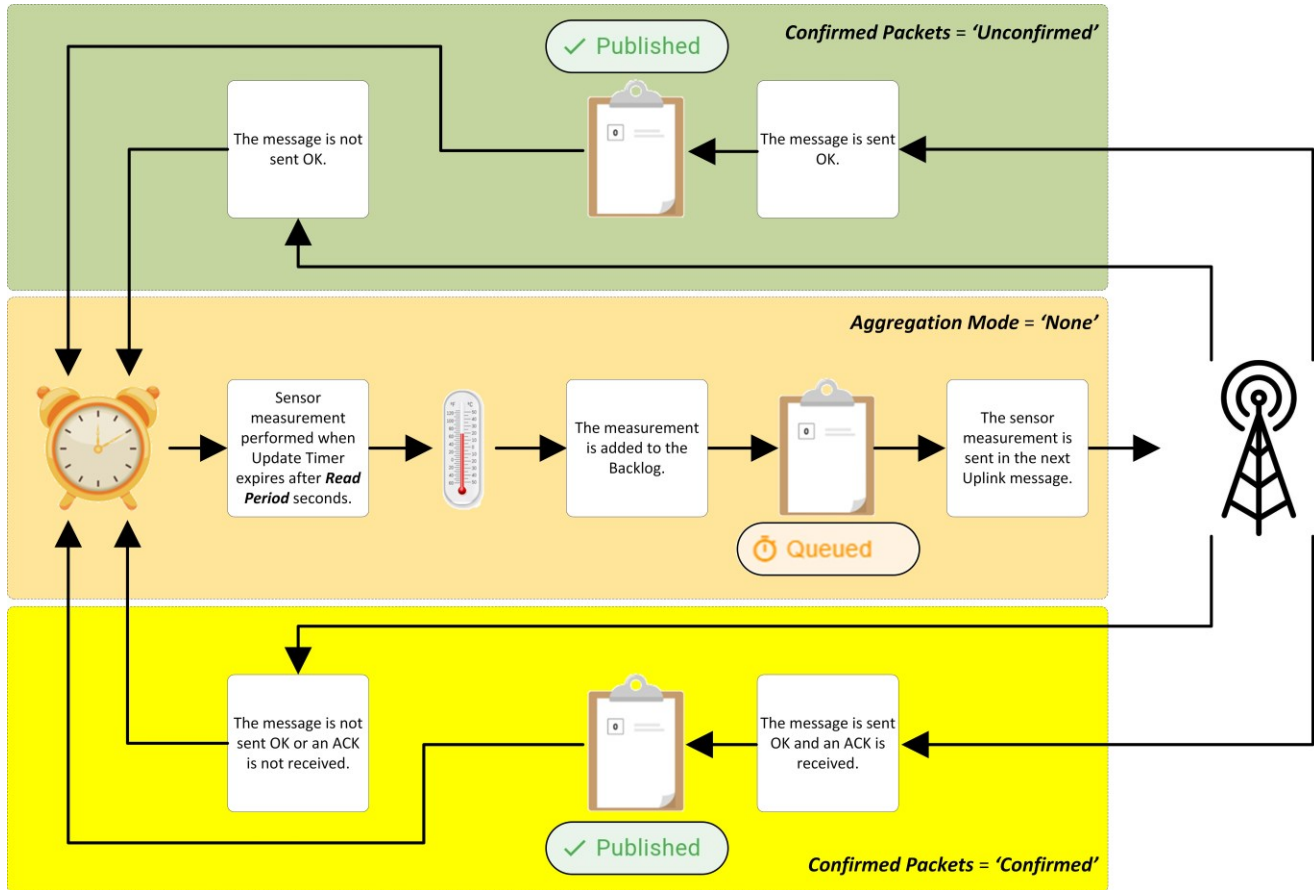 Confirmed Packets = ‘Unconfirmed’
Published
The message is not
sent OK.
0
The message is sent
OK.
Aggregation Mode = ‘None’
Sensor
measurement
performed when
Update Timer
expires after Read
Period seconds.
°F
°C
The measurement
is added to the
Backlog.
0
The sensor
measurement is
sent in the next
Uplink message.
Queued
The message is not
sent OK or an ACK
is not received.
0
The message is sent
OK and an ACK is
received.
Published
Confirmed Packets = ‘Confirmed’